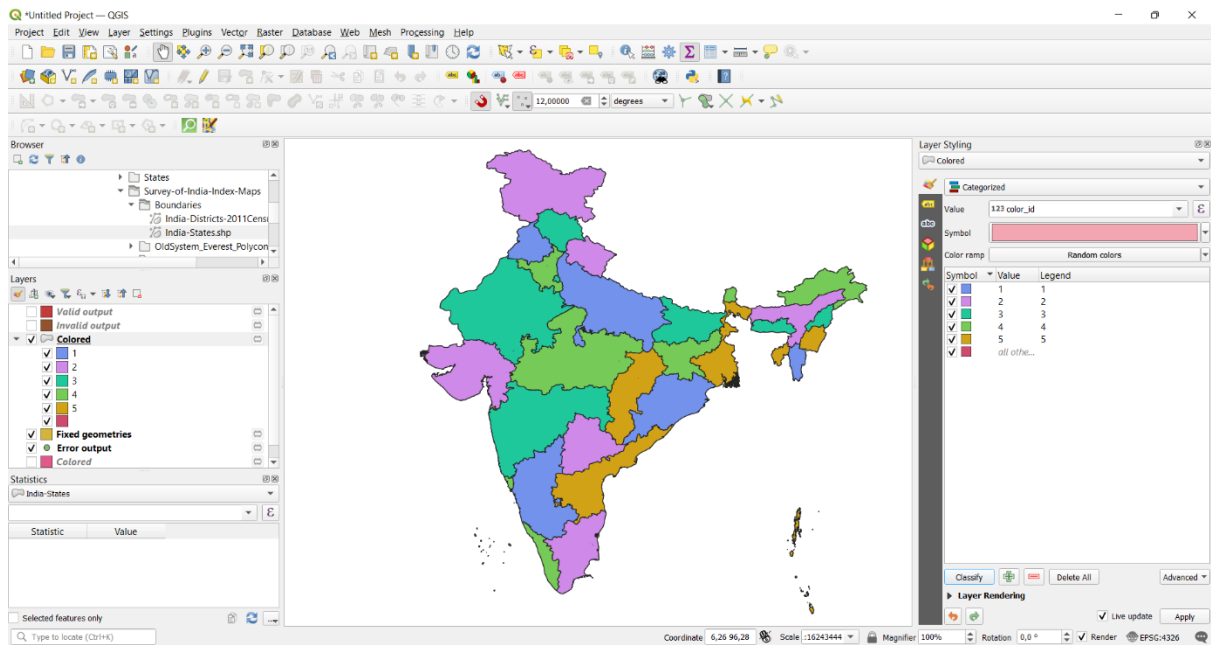 *Untitled Project — QGIS
Project Edit View Layer Settings Plugins Vector Raster Database Web Mesh Processing Help
12,00000 degrees
Browser
States
Survey-of-India-Index-Maps
Boundaries
India-Districts-2011Censu
India-States.shp
OldSystem_Everest_Polycon
Layers
Valid output
Invalid output
Colored
1
2
3
4
5
Fixed geometries
Error output
Colored
Statistics
India-States
Statistic Value
Selected features only
Layer Styling
Colored
Categorized
Value 123 color_id
Symbol
Color ramp Random colors
Symbol Value Legend
1 1
2 2
3 3
4 4
5 5
all othe...
Classify Delete All Advanced
Layer Rendering
Live update Apply
Type to locate (Ctrl+K) Coordinate 6,26 96,28 Scale :16243444 Magnifier 100% Rotation 0,0 ° Render EPSG:4326